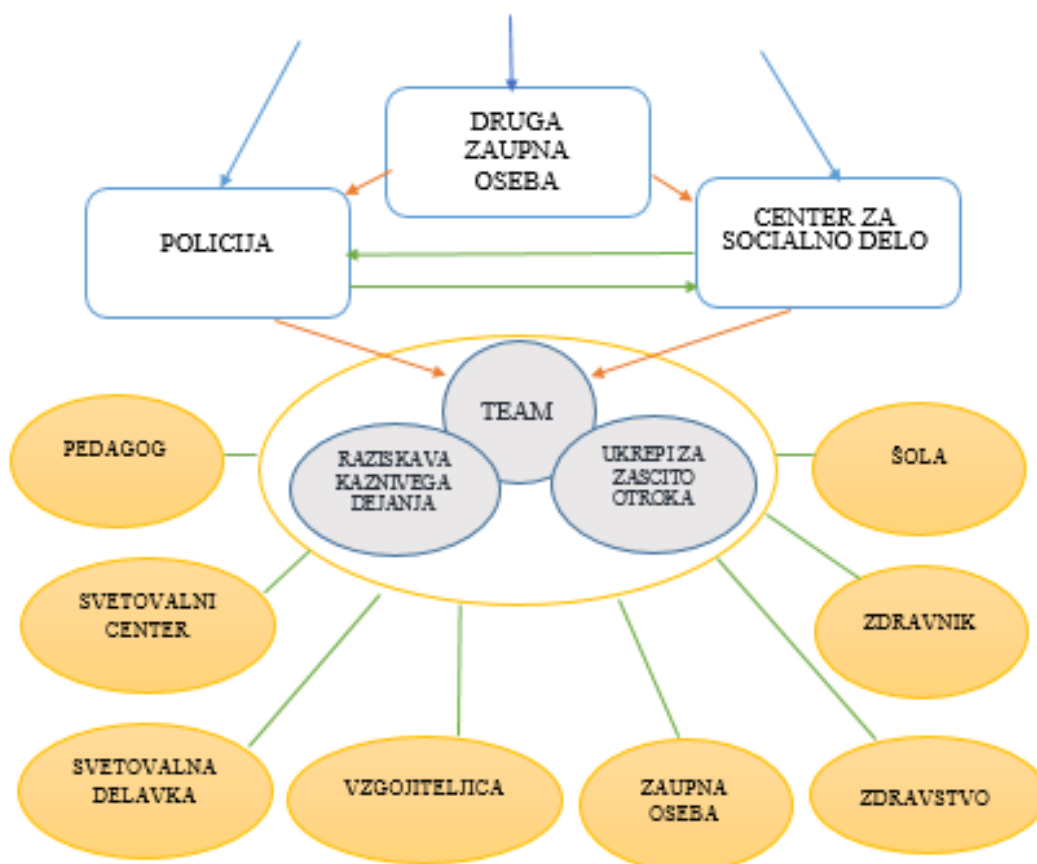 DRUGA
ZAUPNA
OSEBA
POLICIJA
CENTER ZA
SOCIALNO DELO
TEAM
RAZISKAVA
KAZNIVEGA
DEJANJA
UKREPI ZA
ZASCITO
OTROKA
PEDAGOG
ŠOLA
SVETOVALNI
CENTER
ZDRAVNIK
SVETOVALNA
DELAVKA
VZGOJITELJICA
ZAUPNA
OSEBA
ZDRAVSTVO